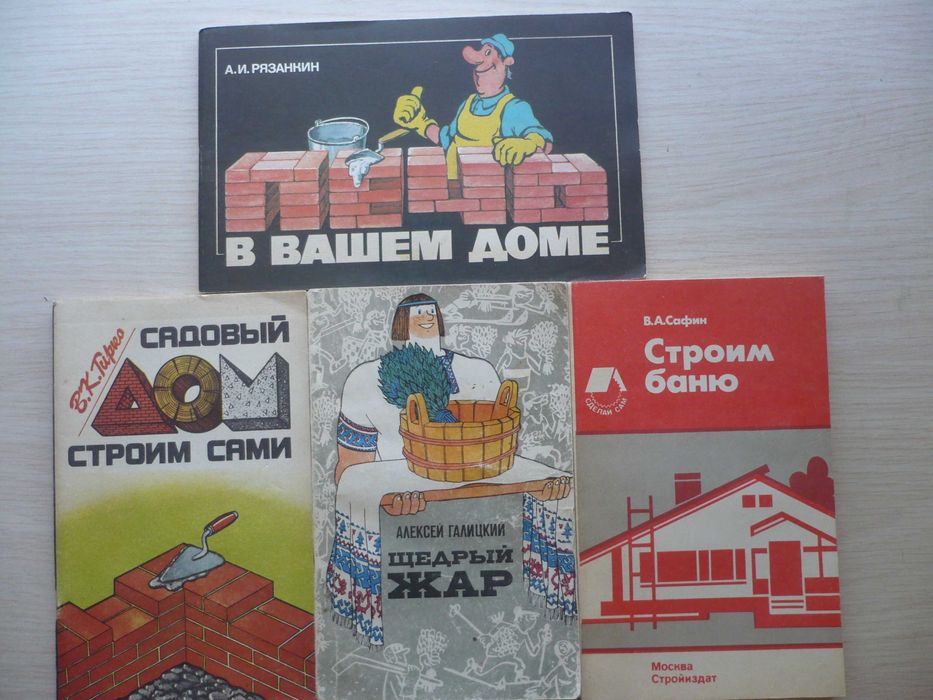 А.И. РЯЗАНКИН
ПЕЧЬ
В ВАШЕМ ДОМЕ
В.К. Гирко
САДОВЫЙ
ДОМ
СТРОИМ САМИ
АЛЕКСЕЙ ГАЛИЦКИЙ
ЩЕДРЫЙ
ЖАР
В.А.Сафин
Строим
баню
СДЕЛАЙ САМ
Москва
Стройиздат